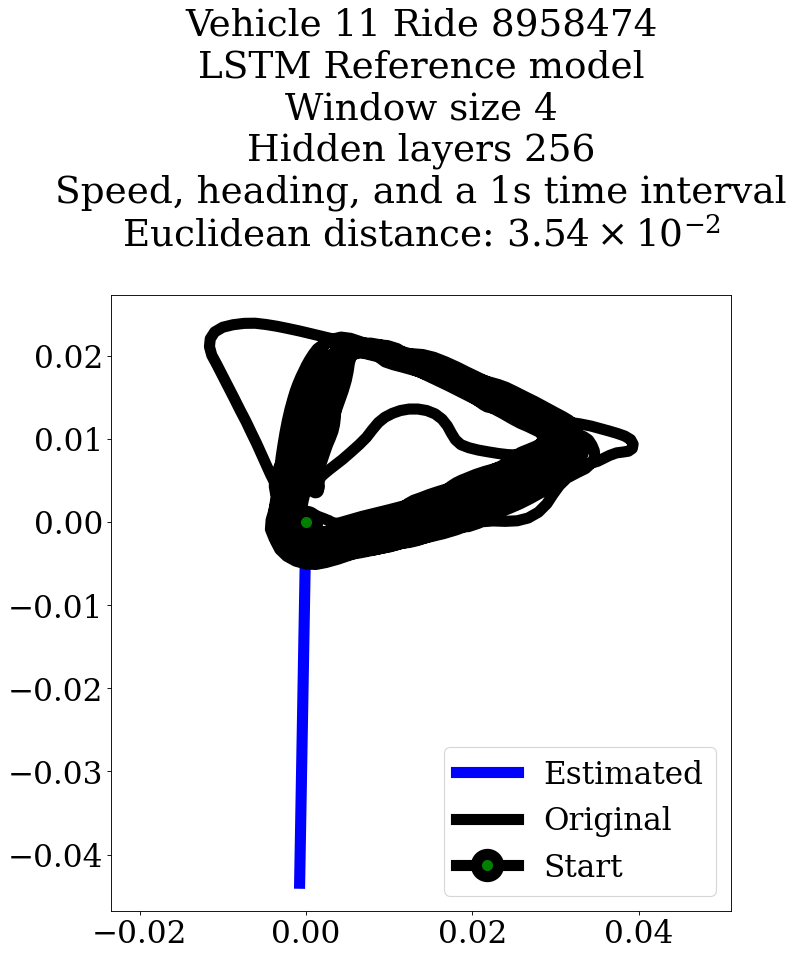 Vehicle 11 Ride 8958474
LSTM Reference model
Window size 4
Hidden layers 256
Speed, heading, and a 1s time interval
Euclidean distance: 3.54 × 10⁻²
0.02
0.01
0.00
−0.01
−0.02
−0.03
−0.04
Estimated
Original
Start
−0.02 0.00 0.02 0.04